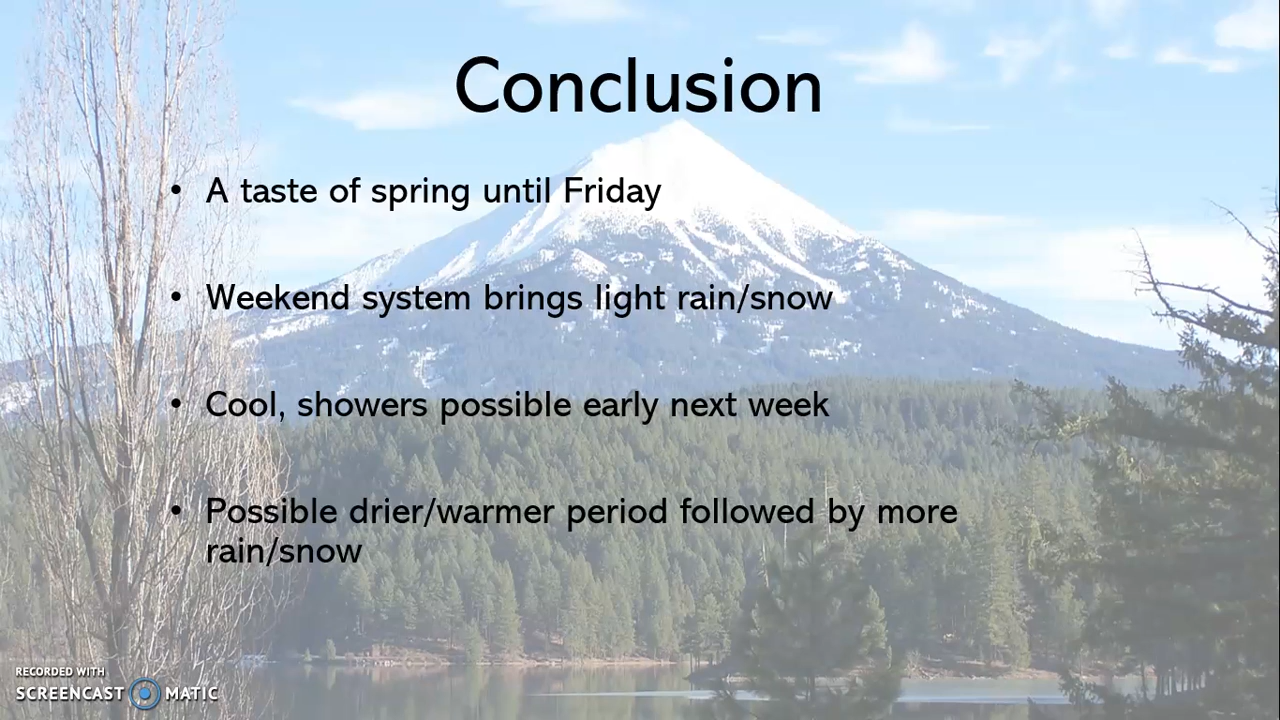 Conclusion
• A taste of spring until Friday
• Weekend system brings light rain/snow
• Cool, showers possible early next week
• Possible drier/warmer period followed by more
rain/snow
RECORDED WITH
SCREENCAST MATIC